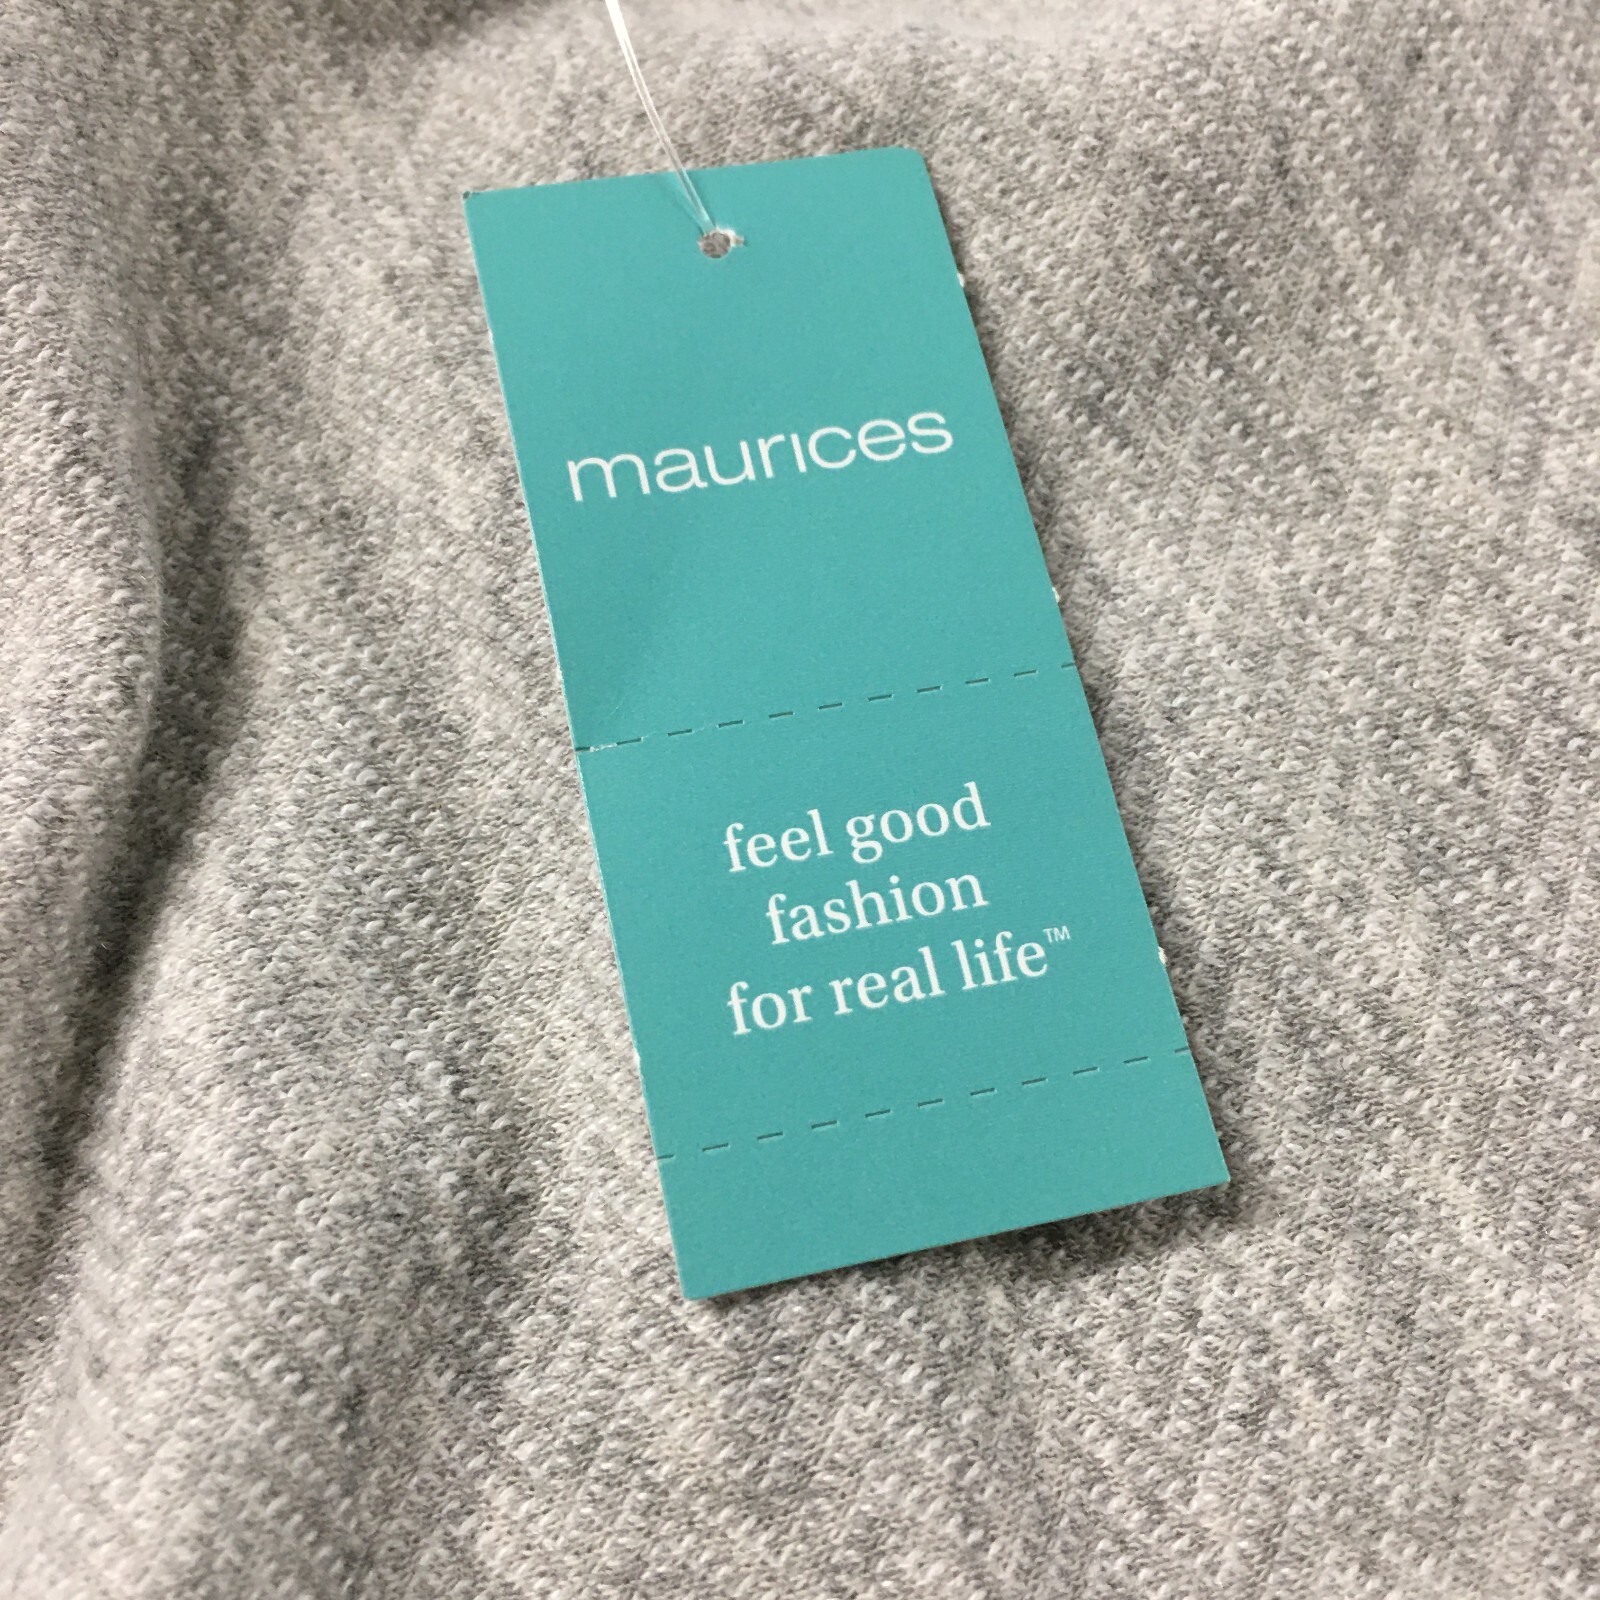 maurices
feel good
fashion
for real life™